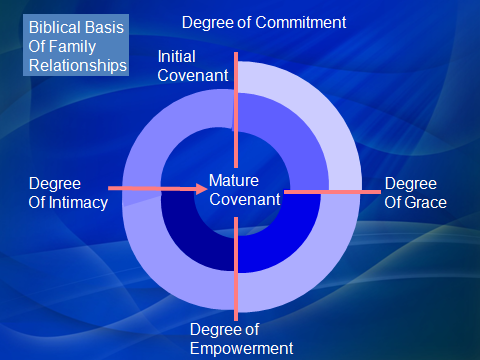 Biblical Basis
Of Family
Relationships
Degree of Commitment
Initial
Covenant
Degree
Of Intimacy
Mature
Covenant
Degree
Of Grace
Degree of
Empowerment